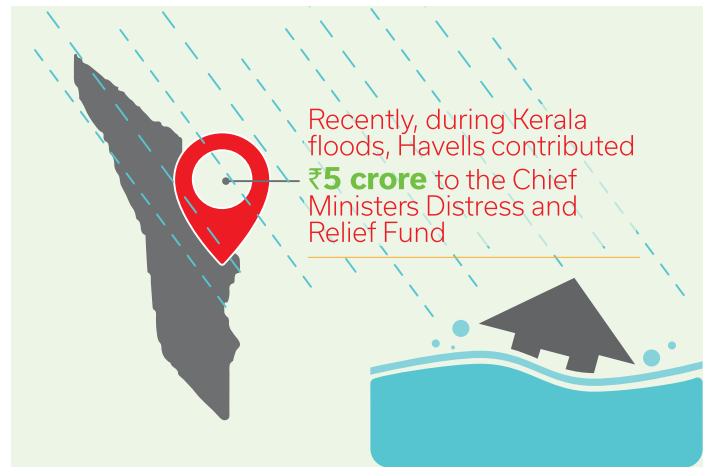 Recently, during Kerala
floods, Havells contributed
₹5 crore to the Chief
Ministers Distress and
Relief Fund